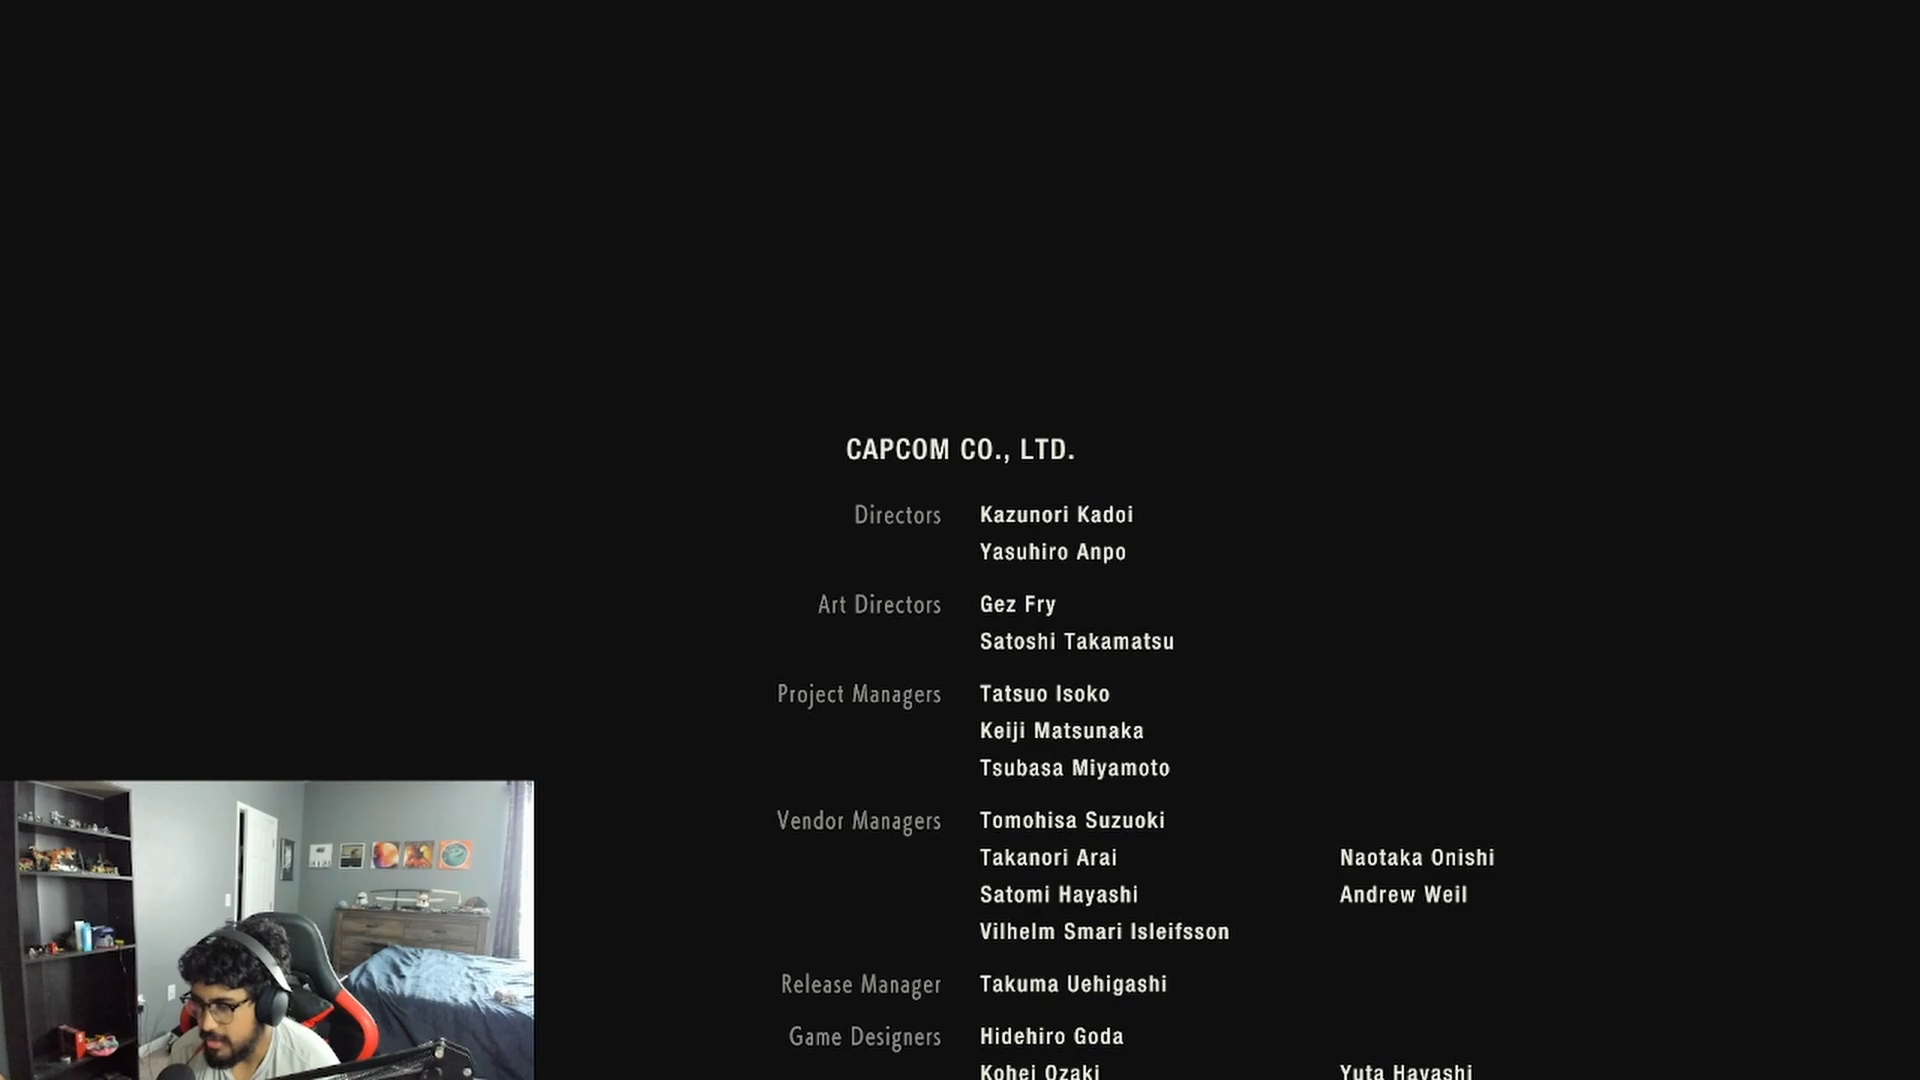 CAPCOM CO., LTD.
Directors Kazunori Kadoi
Yasuhiro Anpo
Art Directors Gez Fry
Satoshi Takamatsu
Project Managers Tatsuo Isoko
Keiji Matsunaka
Tsubasa Miyamoto
Vendor Managers Tomohisa Suzuoki
Takanori Arai Naotaka Onishi
Satomi Hayashi Andrew Weil
Vilhelm Smari Isleifsson
Release Manager Takuma Uehigashi
Game Designers Hidehiro Goda
Kohei Ozaki Yuta Hayashi